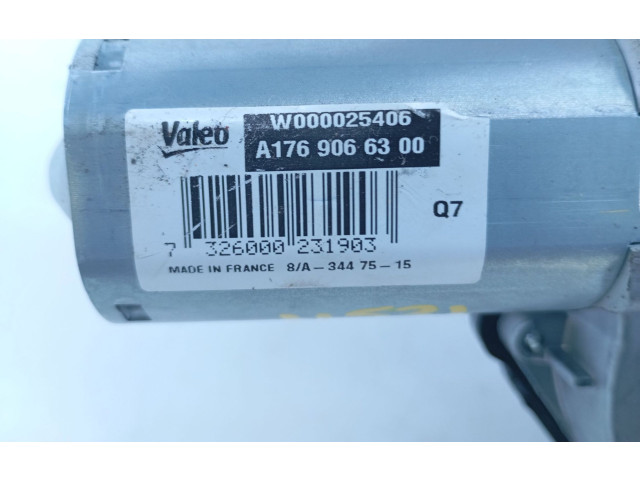 Valeo
W000025406
A176 906 63 00
Q7
7 326000 231903
MADE IN FRANCE 8/A-344 75-15